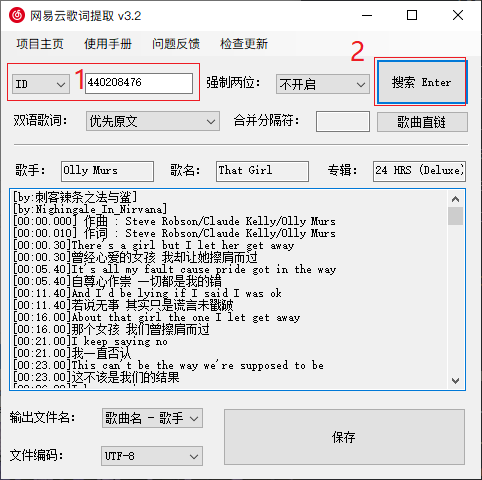 网易云歌词提取 v3.2
项目主页 使用手册 问题反馈 检查更新
2
ID 1 440208476 强制两位： 不开启 搜索 Enter
双语歌词： 优先原文 合并分隔符： 歌曲直链
歌手： Olly Murs 歌名： That Girl 专辑： 24 HRS (Deluxe)
[by:刺客辣条之法与鲨]
[by:Nighingale_In_Nirvana]
[00:00.000] 作曲 : Steve Robson/Claude Kelly/Olly Murs
[00:00.010] 作词 : Steve Robson/Claude Kelly/Olly Murs
[00:00.30]There's a girl but I let her get away
[00:00.30]曾经心爱的女孩 我却让她擦肩而过
[00:05.40]It's all my fault cause pride got in the way
[00:05.40]自尊心作祟 一切都是我的错
[00:11.40]And I'd be lying if I said I was ok
[00:11.40]若说无事 其实只是谎言未戳破
[00:16.00]About that girl the one I let get away
[00:16.00]那个女孩 我们曾擦肩而过
[00:21.00]I keep saying no
[00:21.00]我一直否认
[00:23.00]This can't be the way we're supposed to be
[00:23.00]这不该是我们的结果
输出文件名： 歌曲名 - 歌手
保存
文件编码： UTF-8